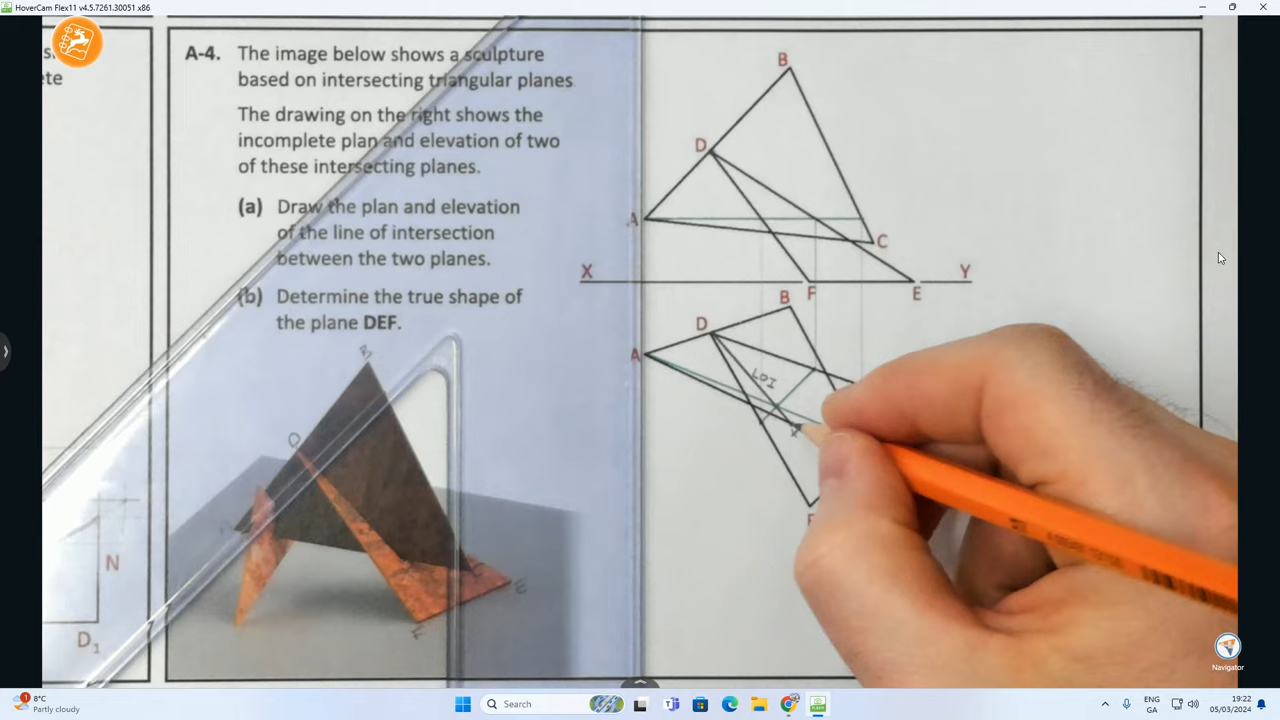 HoverCam Flex11 v4.5.7261.30051 x86
ete
A-4. The image below shows a sculpture
based on intersecting triangular planes
The drawing on the right shows the
incomplete plan and elevation of two
of these intersecting planes.
(a) Draw the plan and elevation
of the line of intersection
between the two planes.
(b) Determine the true shape of
the plane DEF.
B
D
A
C
X
Y
F
E
B
D
A
LOI
F
B
D
E
F
N
D1
Navigator
1
8°C
Partly cloudy
Search
ENG
GA
19:22
05/03/2024